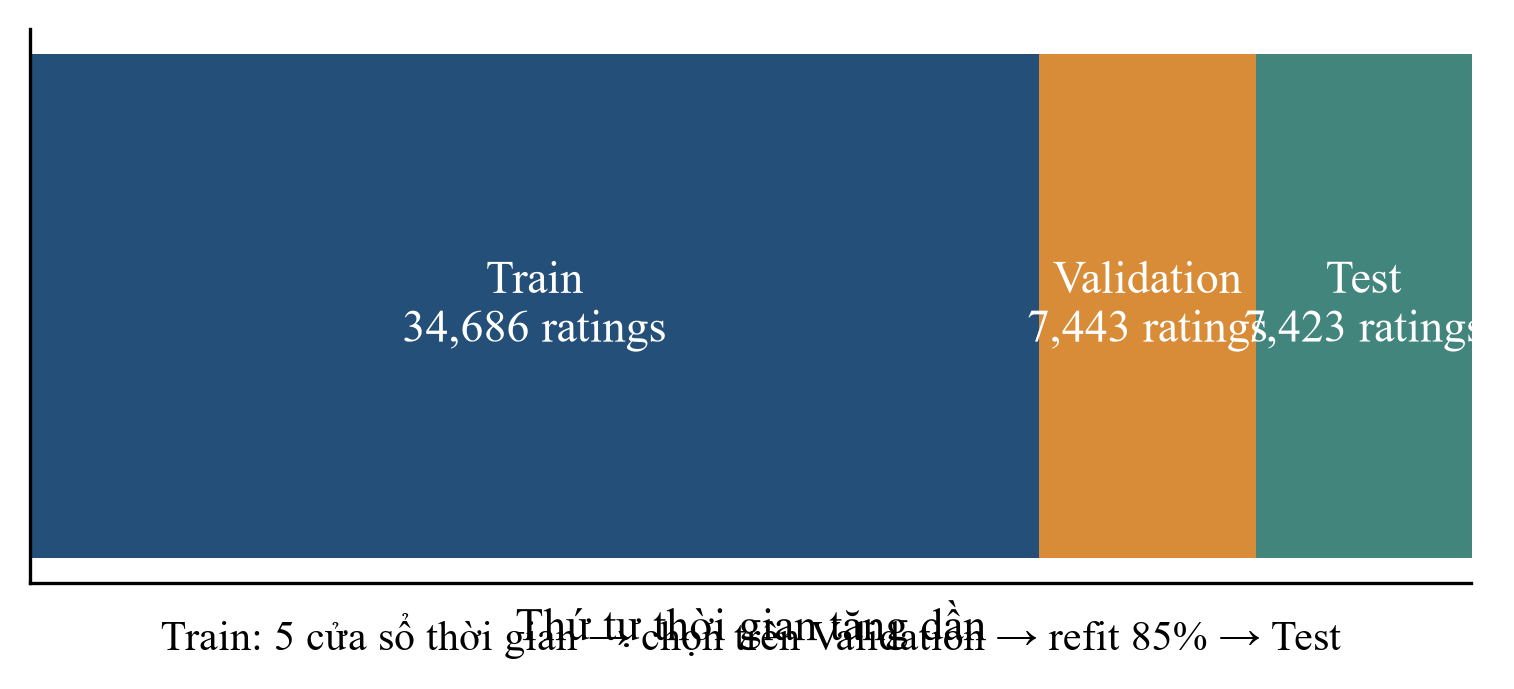 Train
34,686 ratings
Validation
7,443 ratings
Test
7,423 ratings
Thứ tự thời gian tăng dần
Train: 5 cửa sổ thời gian → chọn trên Validation → refit 85% → Test